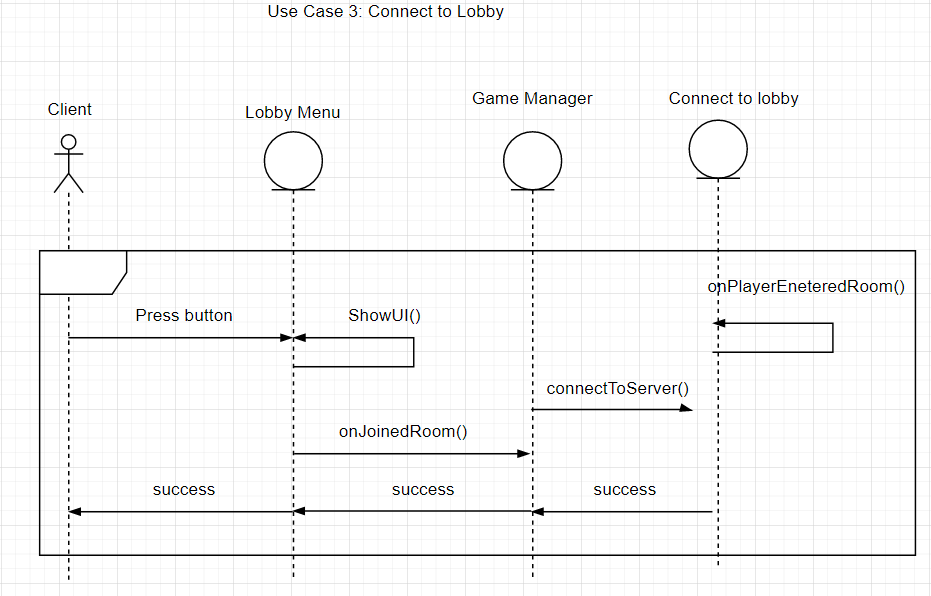 Use Case 3: Connect to Lobby
Client
Lobby Menu
Game Manager
Connect to lobby
onPlayerEneteredRoom()
Press button
ShowUI()
connectToServer()
onJoinedRoom()
success
success
success